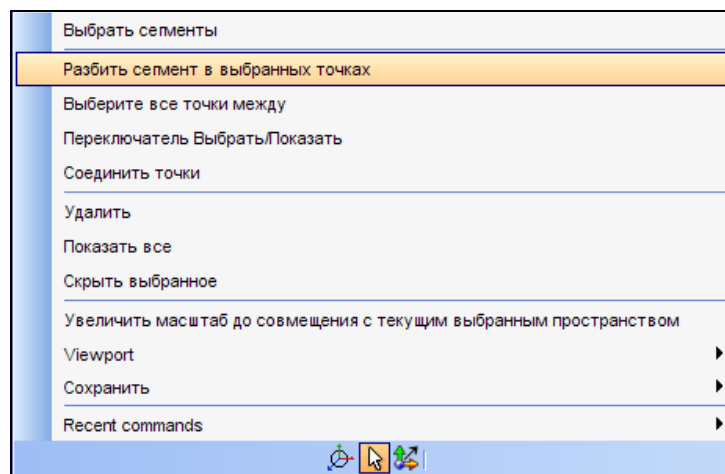 Выбрать сегменты
Разбить сегмент в выбранных точках
Выберите все точки между
Переключатель Выбрать/Показать
Соединить точки
Удалить
Показать все
Скрыть выбранное
Увеличить масштаб до совмещения с текущим выбранным пространством
Viewport
Сохранить
Recent commands